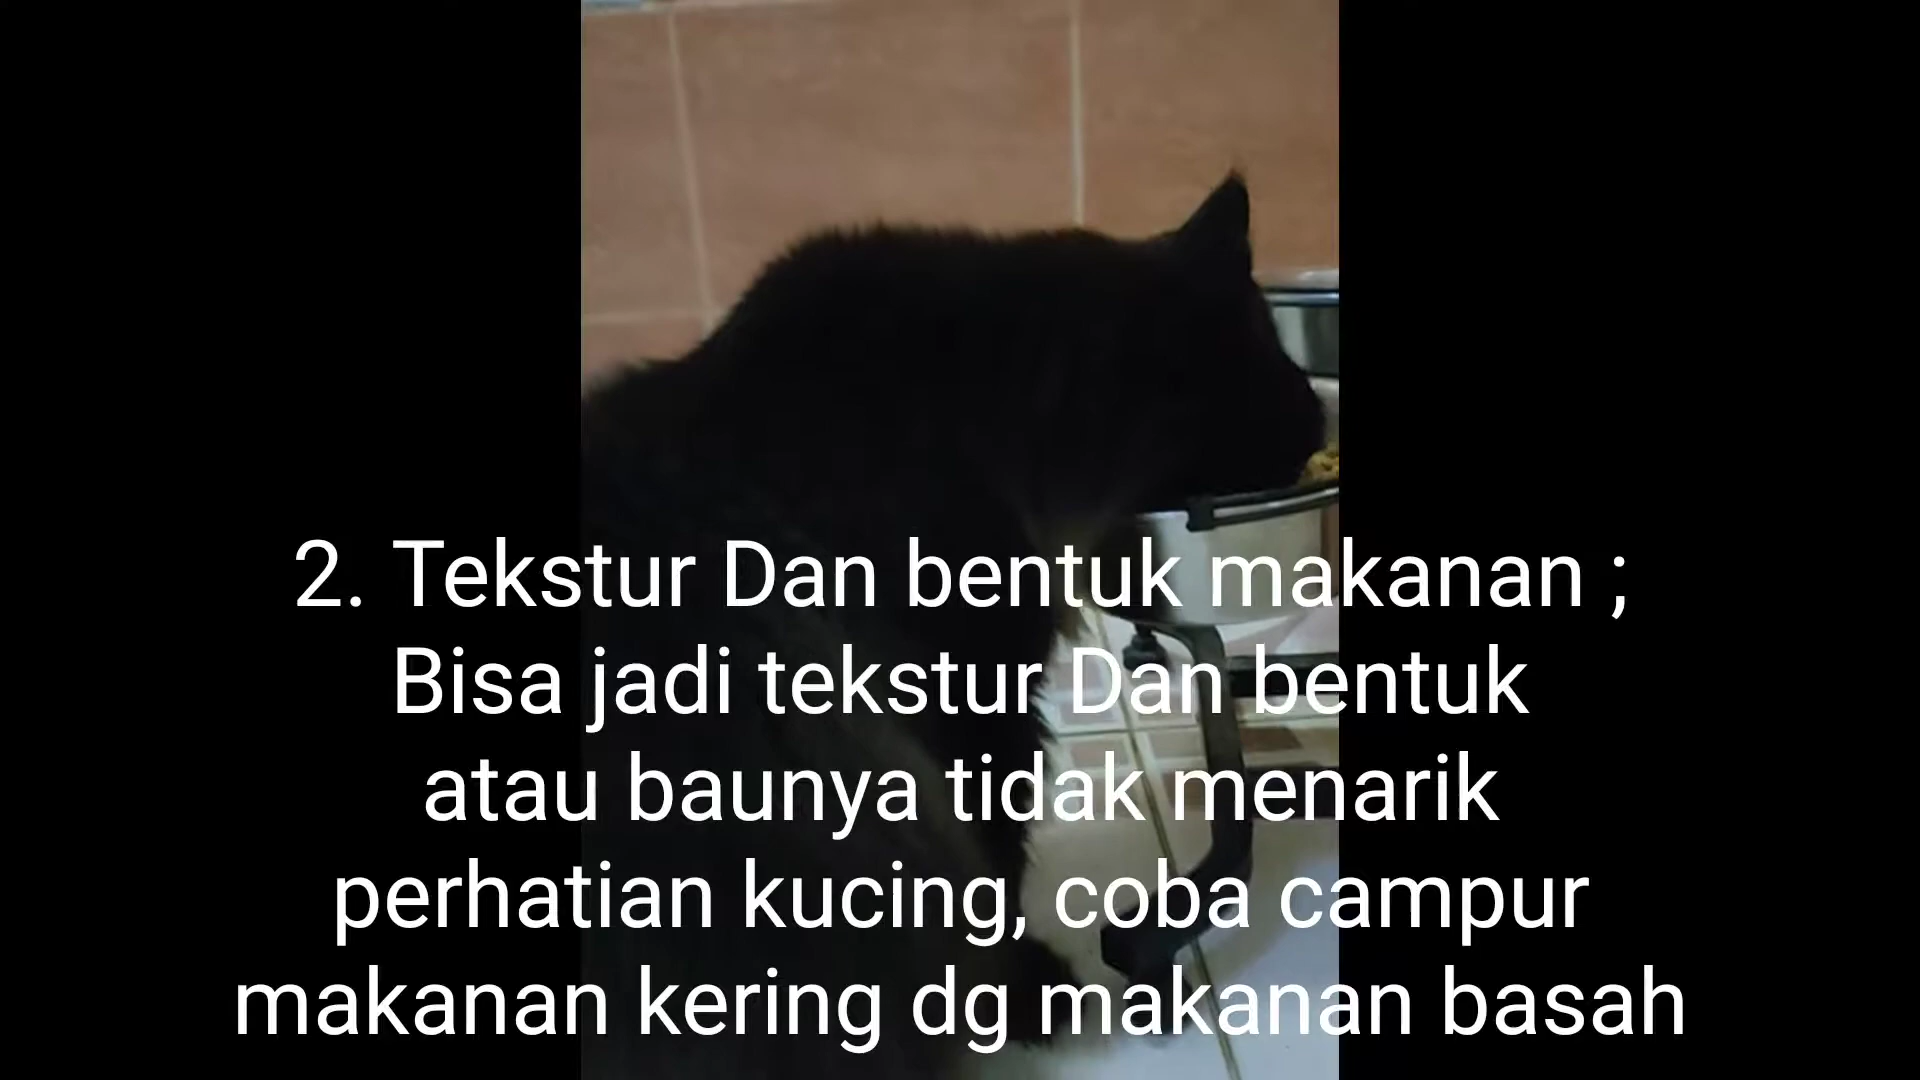 2. Tekstur Dan bentuk makanan ;
Bisa jadi tekstur Dan bentuk
atau baunya tidak menarik
perhatian kucing, coba campur
makanan kering dg makanan basah